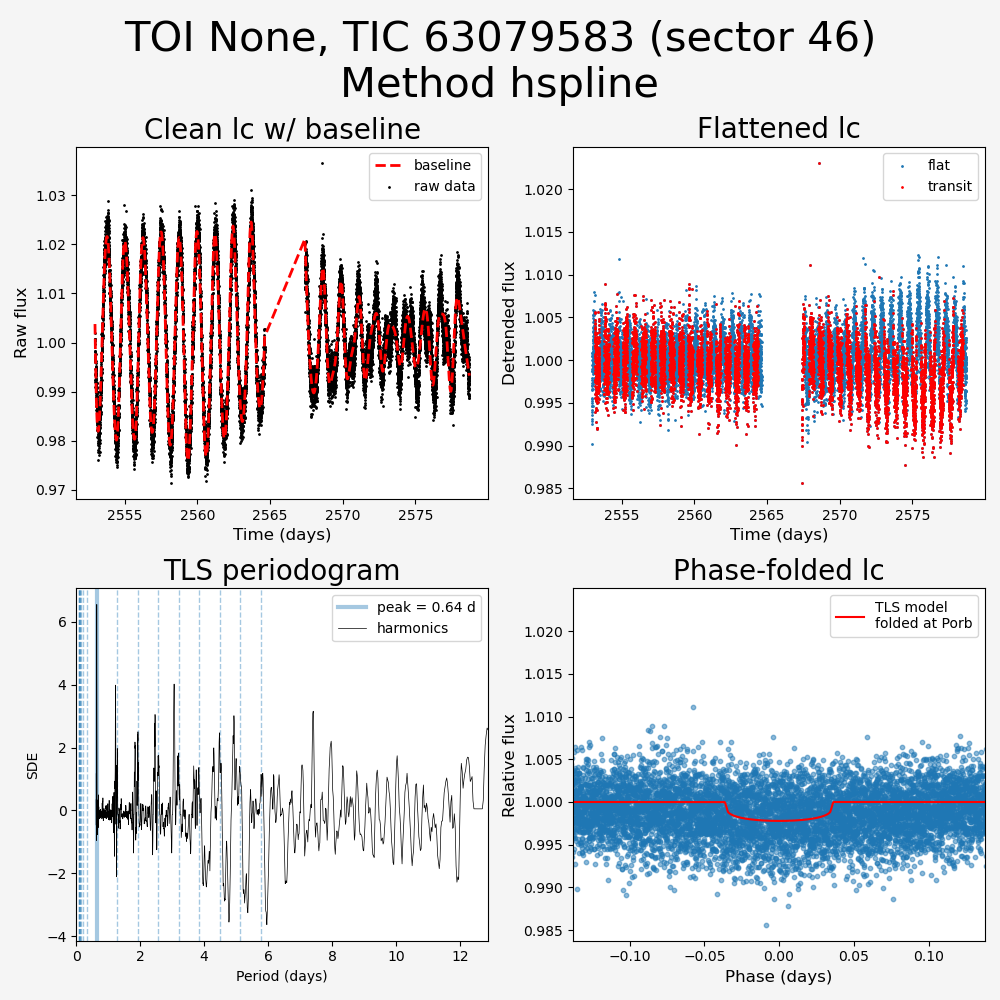 TOI None, TIC 63079583 (sector 46)
Method hspline
Clean lc w/ baseline
baseline
raw data
1.03
1.02
1.01
1.00
0.99
0.98
0.97
Raw flux
2555
2560
2565
2570
2575
Time (days)
Flattened lc
flat
transit
1.020
1.015
1.010
1.005
1.000
0.995
0.990
0.985
Detrended flux
2555
2560
2565
2570
2575
Time (days)
TLS periodogram
peak = 0.64 d
harmonics
6
4
2
0
−2
−4
SDE
0
2
4
6
8
10
12
Period (days)
Phase-folded lc
TLS model
folded at Porb
1.020
1.015
1.010
1.005
1.000
0.995
0.990
0.985
Relative flux
−0.10
−0.05
0.00
0.05
0.10
Phase (days)